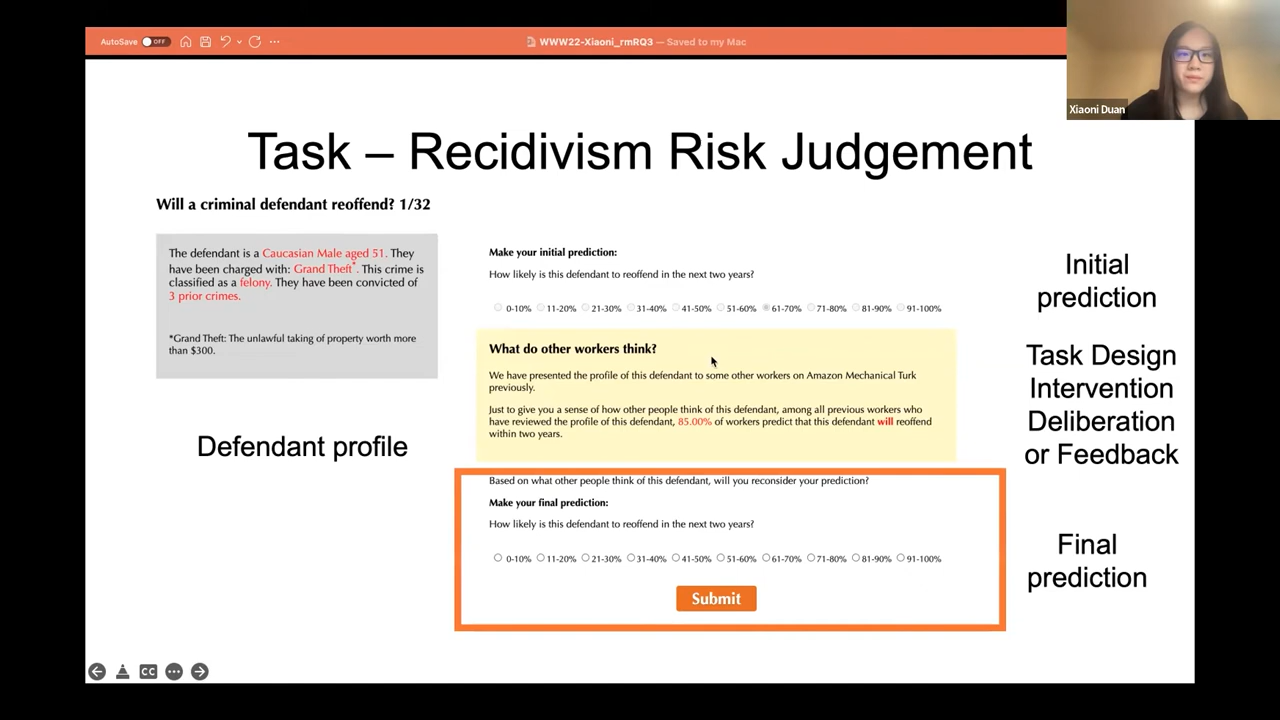 AutoSave OFF
WWW22-Xiaoni_rmRQ3 — Saved to my Mac
Xiaoni Duan
Task – Recidivism Risk Judgement
Will a criminal defendant reoffend? 1/32
The defendant is a Caucasian Male aged 51. They
have been charged with: Grand Theft*. This crime is
classified as a felony. They have been convicted of
3 prior crimes.
*Grand Theft: The unlawful taking of property worth more
than $300.
Defendant profile
Make your initial prediction:
How likely is this defendant to reoffend in the next two years?
0-10% 11-20% 21-30% 31-40% 41-50% 51-60% 61-70% 71-80% 81-90% 91-100%
What do other workers think?
We have presented the profile of this defendant to some other workers on Amazon Mechanical Turk
previously.
Just to give you a sense of how other people think of this defendant, among all previous workers who
have reviewed the profile of this defendant, 85.00% of workers predict that this defendant will reoffend
within two years.
Based on what other people think of this defendant, will you reconsider your prediction?
Make your final prediction:
How likely is this defendant to reoffend in the next two years?
0-10% 11-20% 21-30% 31-40% 41-50% 51-60% 61-70% 71-80% 81-90% 91-100%
Submit
Initial
prediction
Task Design
Intervention
Deliberation
or Feedback
Final
prediction
CC